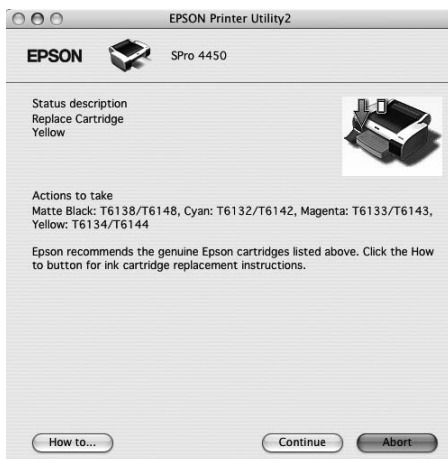 EPSON Printer Utility2
EPSON SPro 4450
Status description
Replace Cartridge
Yellow
Actions to take
Matte Black: T6138/T6148, Cyan: T6132/T6142, Magenta: T6133/T6143,
Yellow: T6134/T6144
Epson recommends the genuine Epson cartridges listed above. Click the How
to button for ink cartridge replacement instructions.
How to... Continue Abort